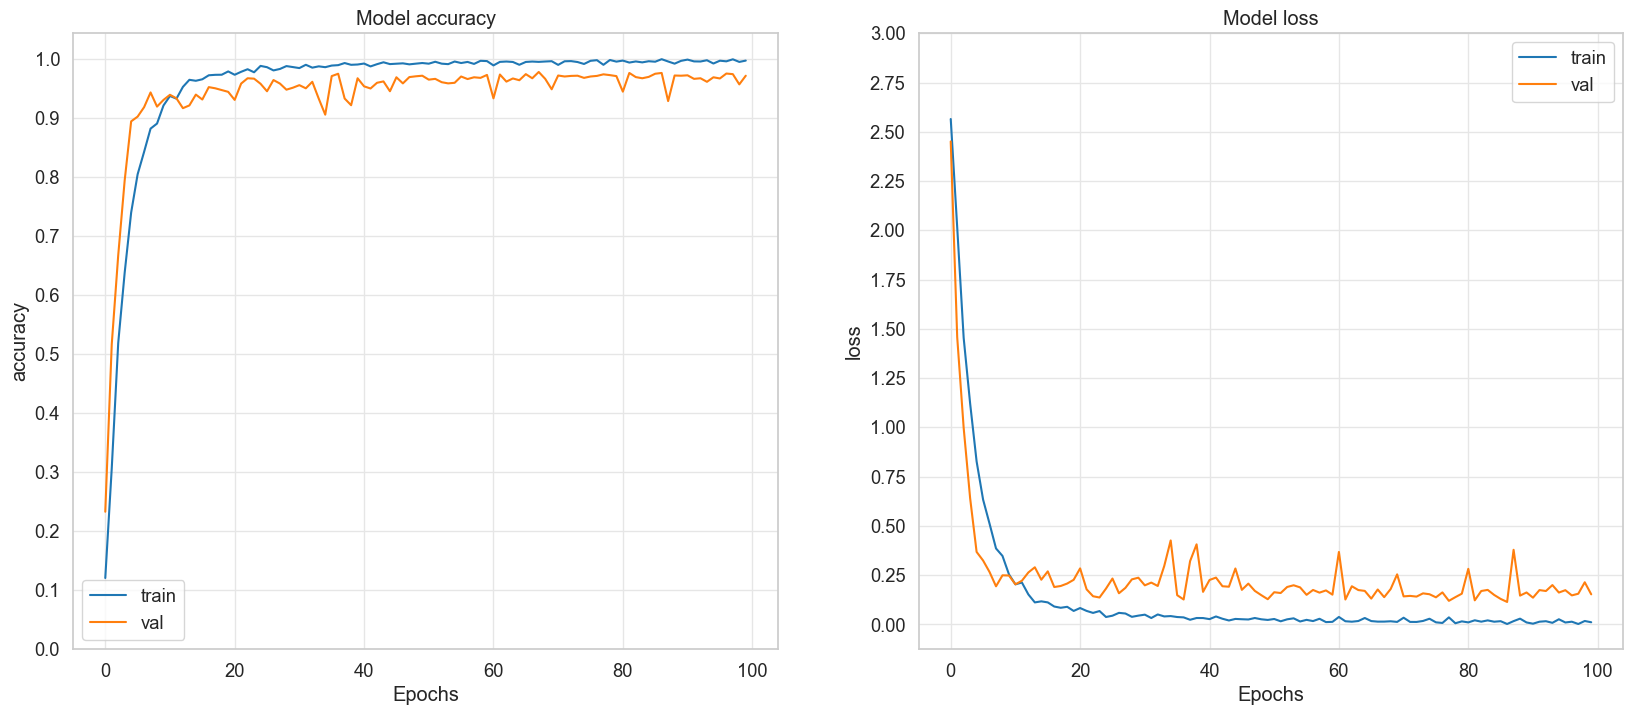 Model accuracy
1.0
0.9
0.8
0.7
0.6
0.5
0.4
0.3
0.2
0.1
0.0
accuracy
train
val
0 20 40 60 80 100
Epochs
Model loss
3.00
2.75
2.50
2.25
2.00
1.75
1.50
1.25
1.00
0.75
0.50
0.25
0.00
loss
train
val
0 20 40 60 80 100
Epochs